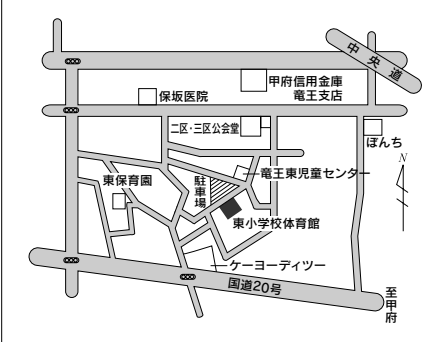 中央道
甲府信用金庫
竜王支店
保坂医院
二区・三区公会堂
ぽんち
N
竜王東児童センター
東保育園
駐車場
東小学校体育館
ケーヨーディツー
国道20号
至甲府